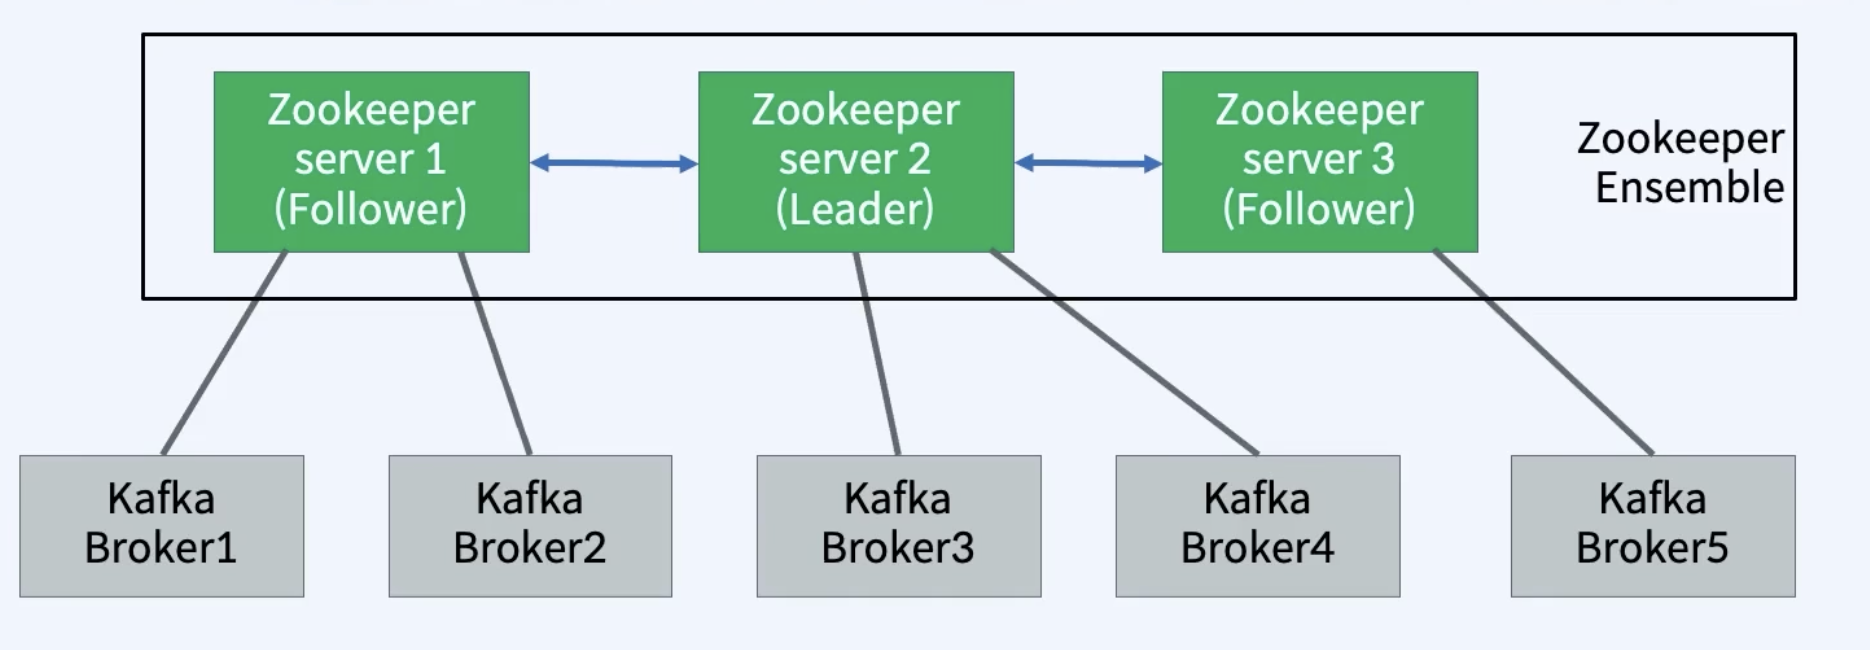 Zookeeper
server 1
(Follower)
Zookeeper
server 2
(Leader)
Zookeeper
server 3
(Follower)
Zookeeper
Ensemble
Kafka
Broker1
Kafka
Broker2
Kafka
Broker3
Kafka
Broker4
Kafka
Broker5